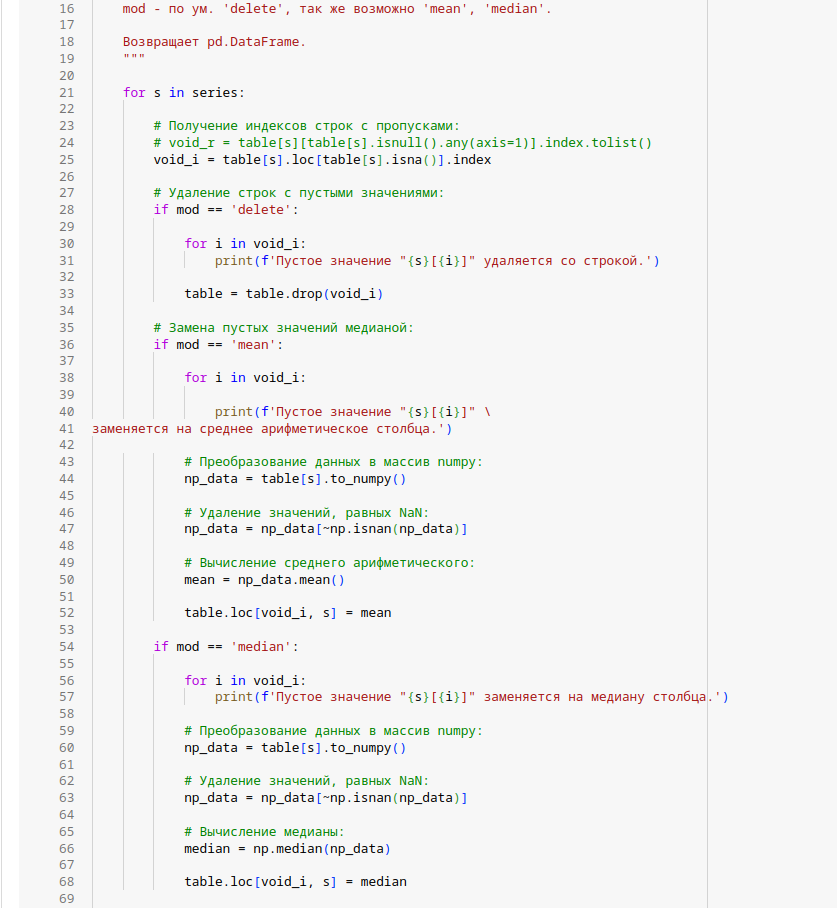 16 mod - по ум. 'delete', так же возможно 'mean', 'median'.
17
18 Возвращает pd.DataFrame.
19 """
20
21 for s in series:
22
23 # Получение индексов строк с пропусками:
24 # void_r = table[s][table[s].isnull().any(axis=1)].index.tolist()
25 void_i = table[s].loc[table[s].isna()].index
26
27 # Удаление строк с пустыми значениями:
28 if mod == 'delete':
29
30 for i in void_i:
31 print(f'Пустое значение "{s}[{i}]" удаляется со строкой.')
32
33 table = table.drop(void_i)
34
35 # Замена пустых значений медианой:
36 if mod == 'mean':
37
38 for i in void_i:
39
40 print(f'Пустое значение "{s}[{i}]" \
41 заменяется на среднее арифметическое столбца.')
42
43 # Преобразование данных в массив numpy:
44 np_data = table[s].to_numpy()
45
46 # Удаление значений, равных NaN:
47 np_data = np_data[~np.isnan(np_data)]
48
49 # Вычисление среднего арифметического:
50 mean = np_data.mean()
51
52 table.loc[void_i, s] = mean
53
54 if mod == 'median':
55
56 for i in void_i:
57 print(f'Пустое значение "{s}[{i}]" заменяется на медиану столбца.')
58
59 # Преобразование данных в массив numpy:
60 np_data = table[s].to_numpy()
61
62 # Удаление значений, равных NaN:
63 np_data = np_data[~np.isnan(np_data)]
64
65 # Вычисление медианы:
66 median = np.median(np_data)
67
68 table.loc[void_i, s] = median
69